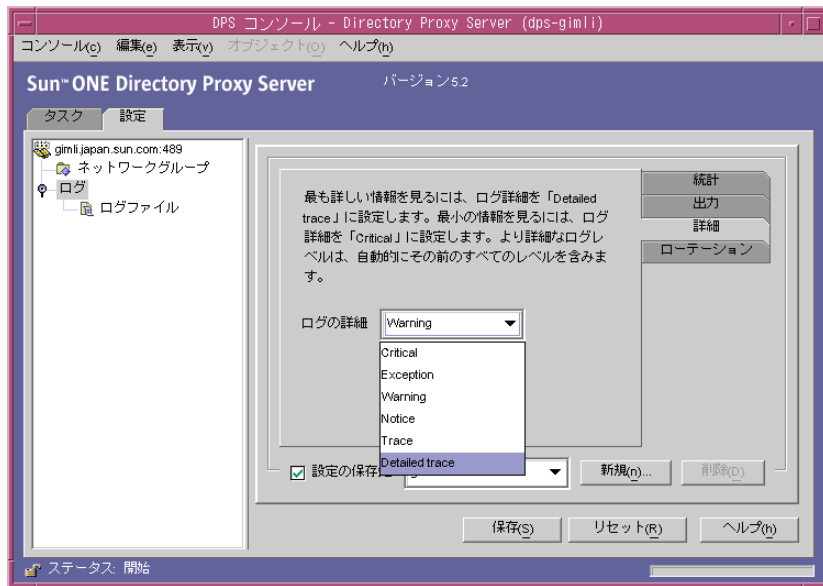 DPS コンソール - Directory Proxy Server (dps-gimli)
コンソール(c) 編集(e) 表示(v) オブジェクト(o) ヘルプ(h)
Sun™ ONE Directory Proxy Server バージョン5.2
タスク 設定
gimli.japan.sun.com:489
ネットワークグループ
ログ
ログファイル
最も詳しい情報を見るには、ログ詳細を「Detailed
trace」に設定します。最小の情報を見るには、ログ
詳細を「Critical」に設定します。より詳細なログレ
ベルは、自動的にその前のすべてのレベルを含みま
す。
統計
出力
詳細
ローテーション
ログの詳細 Warning
Critical
Exception
Warning
Notice
Trace
Detailed trace
設定の保存 新規(n)... 削除(D)
保存(S) リセット(R) ヘルプ(h)
ステータス: 開始